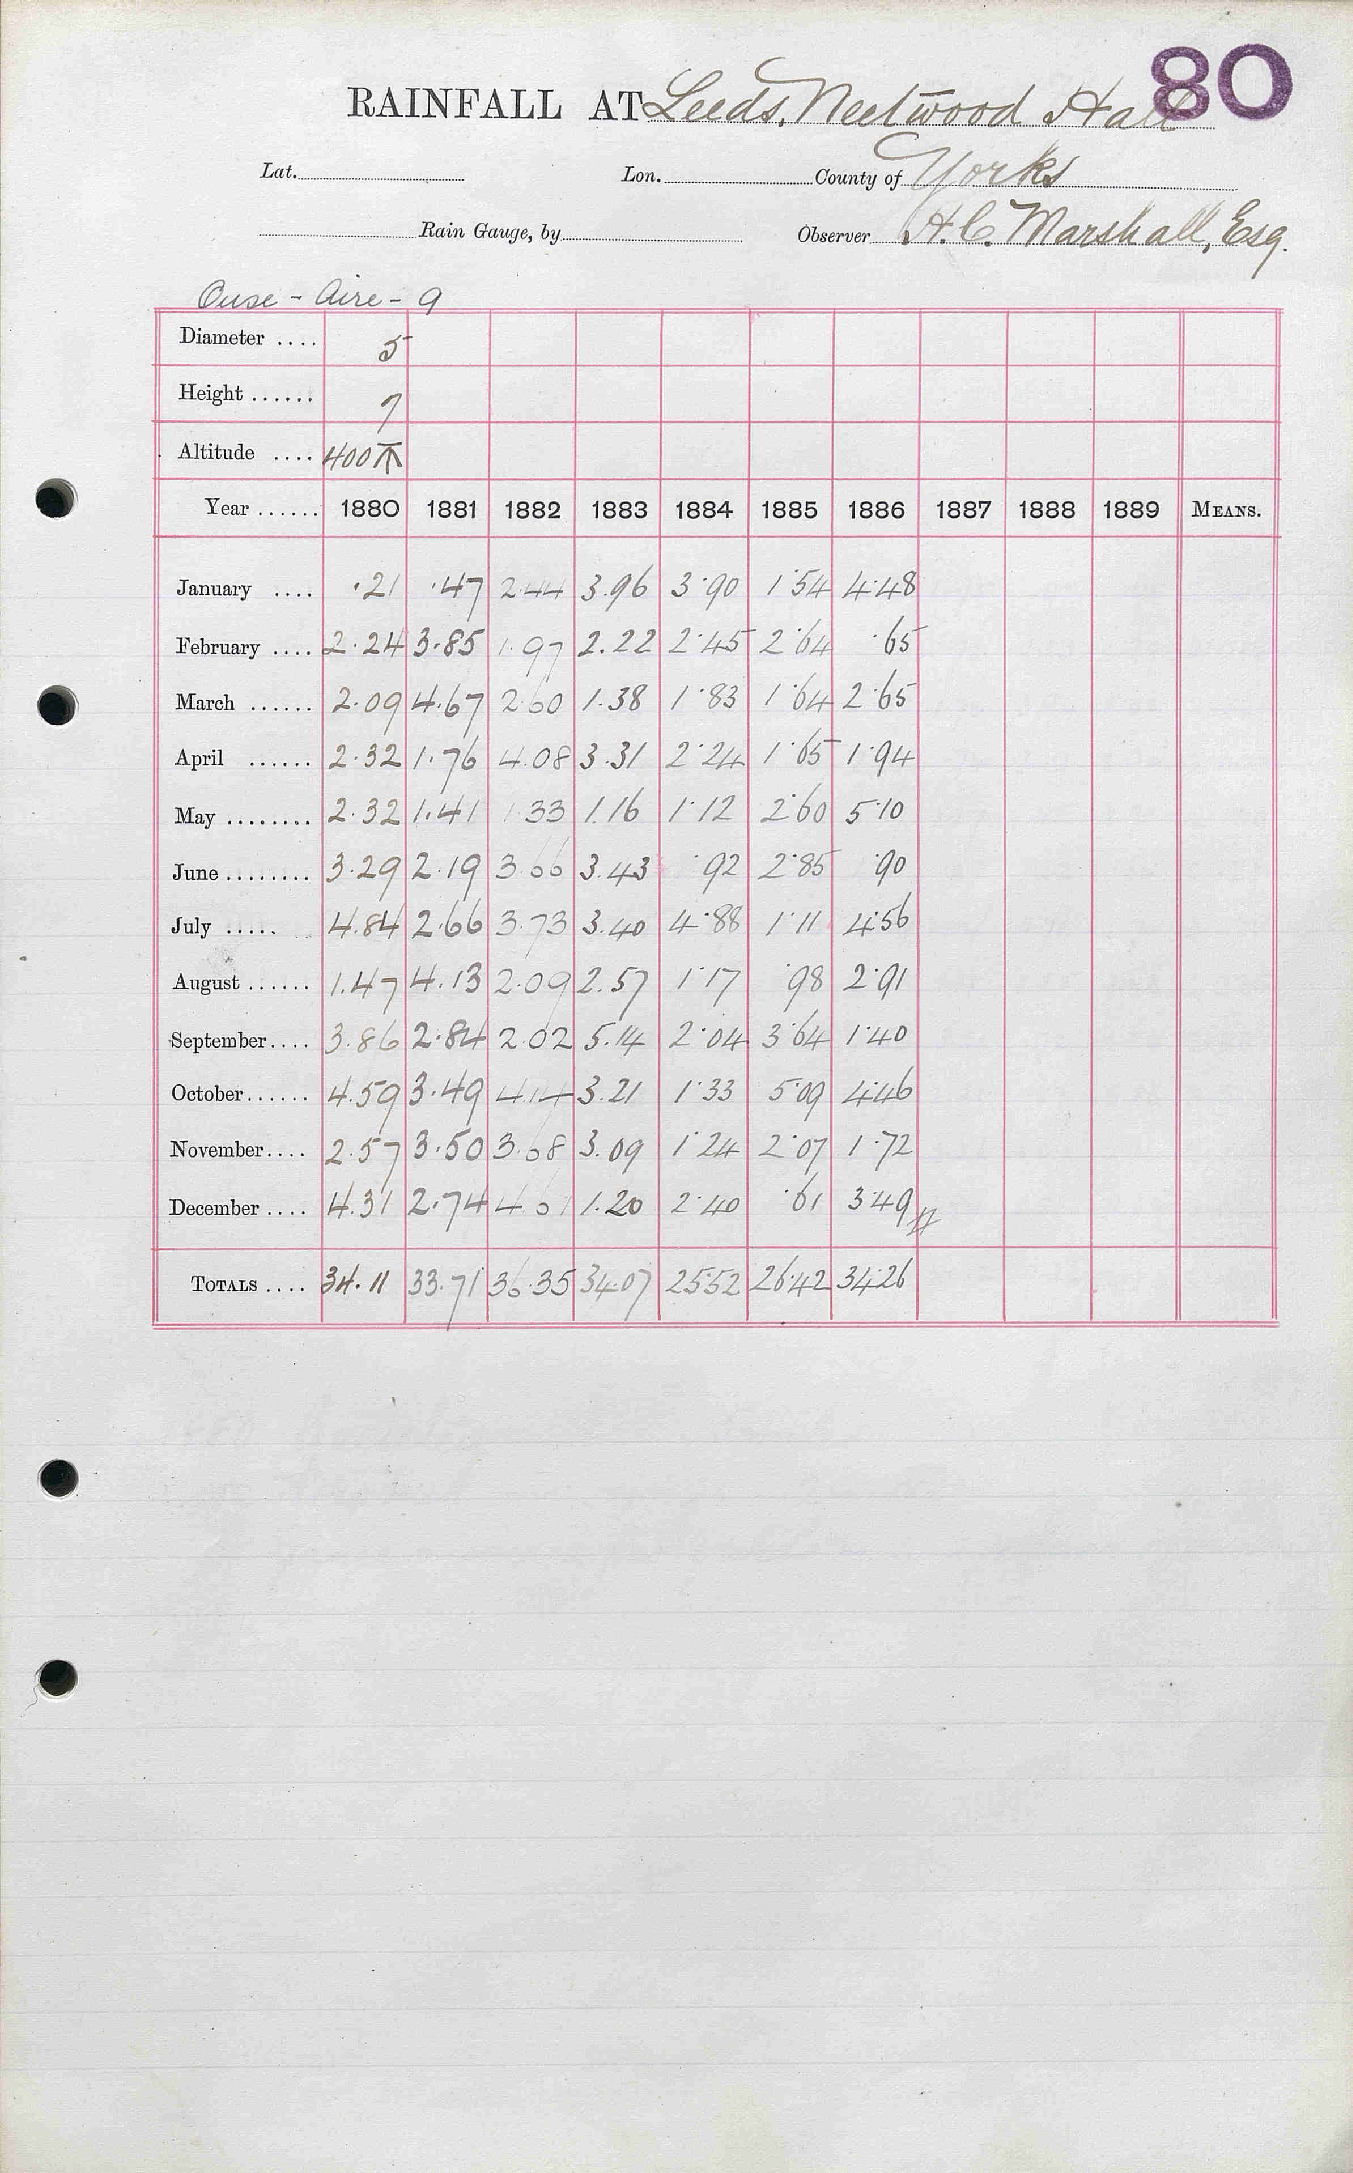 80
RAINFALL AT Leeds, Weetwood Hall
Lat. Lon. County of Yorks
Rain Gauge, by Observer H.C. Marshall, Esq.
Ouse - Aire - 9
Diameter .... 5
Height ...... 7
Altitude .... 400
Year ...... 1880 1881 1882 1883 1884 1885 1886 1887 1888 1889 MEANS.
January .... .21 .47 2.44 3.96 3.90 1.54 4.48
February .... 2.24 3.85 1.97 2.22 2.45 2.64 .65
March ...... 2.09 4.67 2.60 1.38 1.83 1.64 2.65
April ...... 2.32 1.76 4.08 3.31 2.24 1.65 1.94
May ........ 2.32 1.41 1.33 1.16 1.12 2.60 5.10
June ........ 3.29 2.19 3.66 3.43 .92 2.85 .90
July ..... 4.84 2.66 3.73 3.40 4.88 1.11 4.56
August ...... 1.47 4.13 2.09 2.57 1.17 .98 2.91
September.... 3.86 2.84 2.02 5.14 2.04 3.64 1.40
October...... 4.59 3.49 4.14 3.21 1.33 5.09 4.46
November.... 2.57 3.50 3.68 3.09 1.24 2.07 1.72
December .... 4.31 2.74 4.61 1.20 2.40 .61 3.49
TOTALS .... 34.11 33.71 36.35 34.07 25.52 26.42 34.26